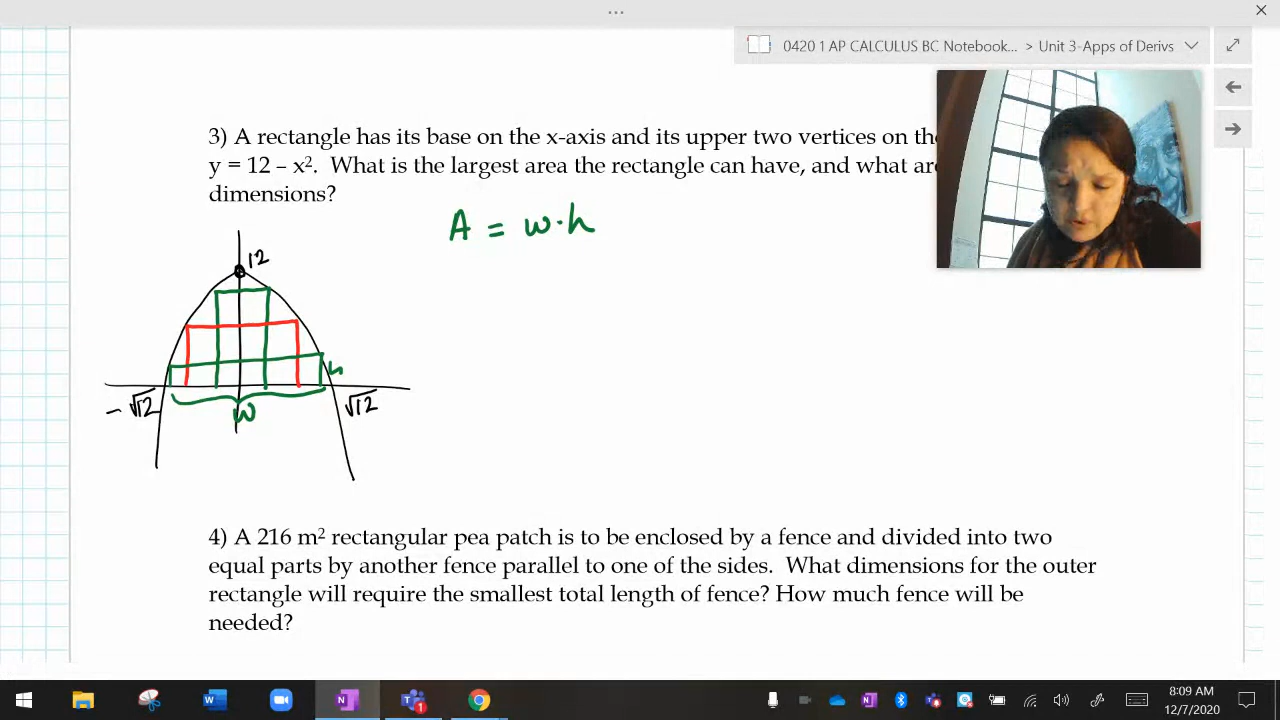 ...
0420 1 AP CALCULUS BC Notebook... > Unit 3-Apps of Derivs
3) A rectangle has its base on the x-axis and its upper two vertices on the
y = 12 – x². What is the largest area the rectangle can have, and what are
dimensions?
A = w·h
12
h
-√12
w
√12
4) A 216 m² rectangular pea patch is to be enclosed by a fence and divided into two
equal parts by another fence parallel to one of the sides. What dimensions for the outer
rectangle will require the smallest total length of fence? How much fence will be
needed?
8:09 AM
12/7/2020